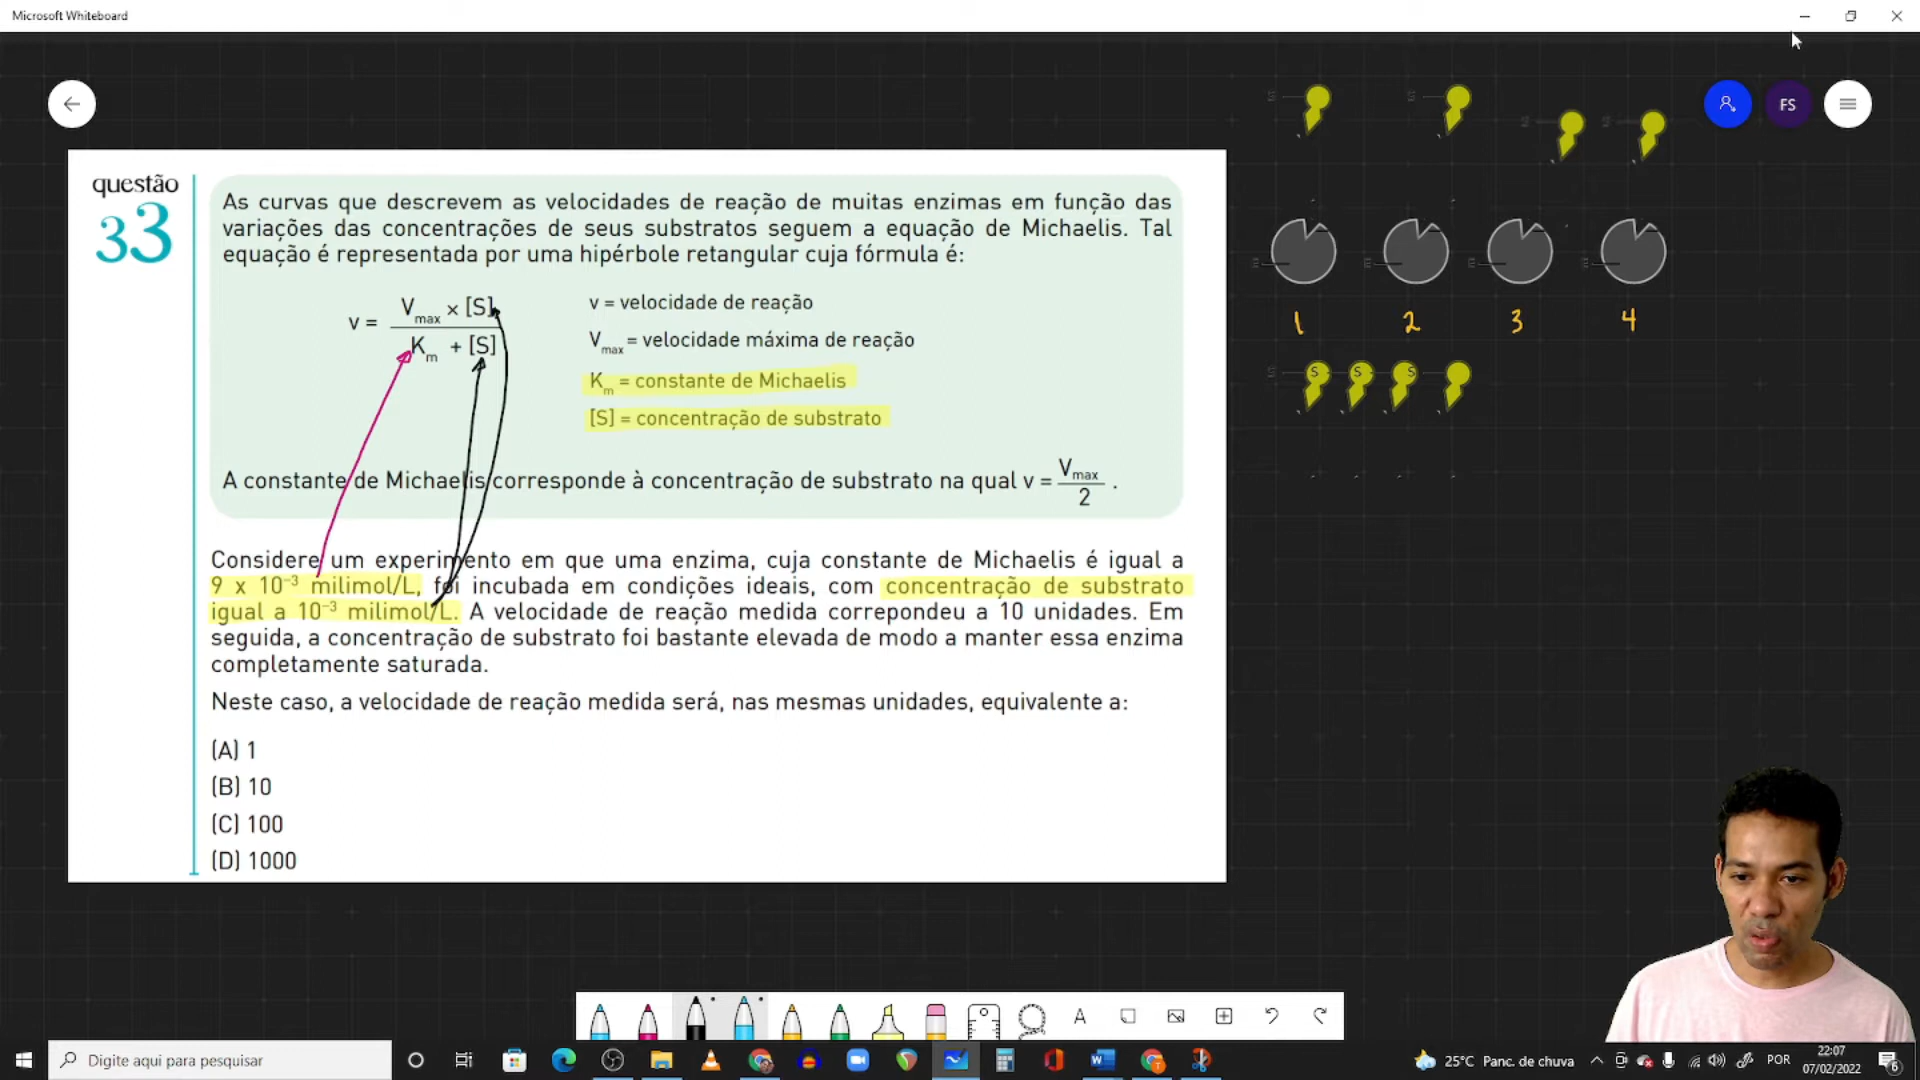 Microsoft Whiteboard
FS
questão
33
As curvas que descrevem as velocidades de reação de muitas enzimas em função das
variações das concentrações de seus substratos seguem a equação de Michaelis. Tal
equação é representada por uma hipérbole retangular cuja fórmula é:
v = Vmax × [S] / Km + [S]
v = velocidade de reação
Vmax = velocidade máxima de reação
Km = constante de Michaelis
[S] = concentração de substrato
A constante de Michaelis corresponde à concentração de substrato na qual v = Vmax / 2 .
Considere um experimento em que uma enzima, cuja constante de Michaelis é igual a
9 x 10⁻³ milimol/L, foi incubada em condições ideais, com concentração de substrato
igual a 10⁻³ milimol/L. A velocidade de reação medida correpondeu a 10 unidades. Em
seguida, a concentração de substrato foi bastante elevada de modo a manter essa enzima
completamente saturada.
Neste caso, a velocidade de reação medida será, nas mesmas unidades, equivalente a:
(A) 1
(B) 10
(C) 100
(D) 1000
1 2 3 4
S S S
A
Digite aqui para pesquisar
25°C Panc. de chuva
POR
22:07
07/02/2022
6